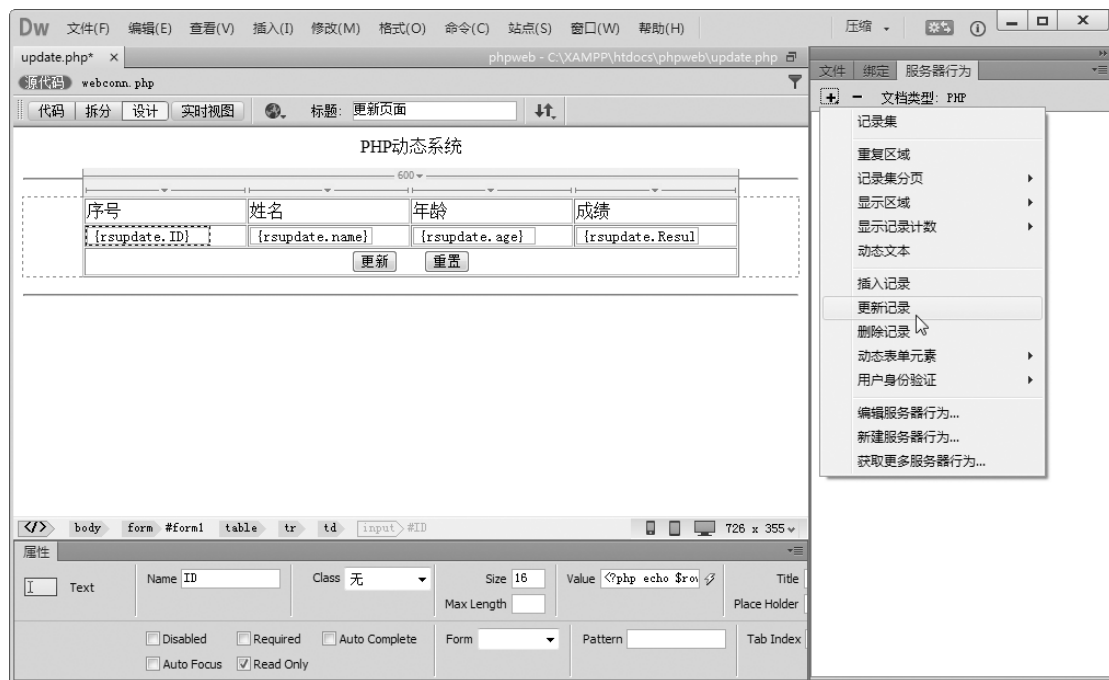 Dw 文件(F) 编辑(E) 查看(V) 插入(I) 修改(M) 格式(O) 命令(C) 站点(S) 窗口(W) 帮助(H) 压缩
update.php* × phpweb - C:\XAMPP\htdocs\phpweb\update.php
源代码 webconn.php
代码 拆分 设计 实时视图 标题: 更新页面
PHP动态系统
600
序号 姓名 年龄 成绩
{rsupdate.ID} {rsupdate.name} {rsupdate.age} {rsupdate.Resul
更新 重置
文件 绑定 服务器行为
文档类型: PHP
记录集
重复区域
记录集分页
显示区域
显示记录计数
动态文本
插入记录
更新记录
删除记录
动态表单元素
用户身份验证
编辑服务器行为...
新建服务器行为...
获取更多服务器行为...
body form #form1 table tr td input #ID 726 x 355
属性
Text Name ID Class 无 Size 16 Value <?php echo $rov Title
Max Length Place Holder
Disabled Required Auto Complete Form Pattern Tab Index
Auto Focus Read Only